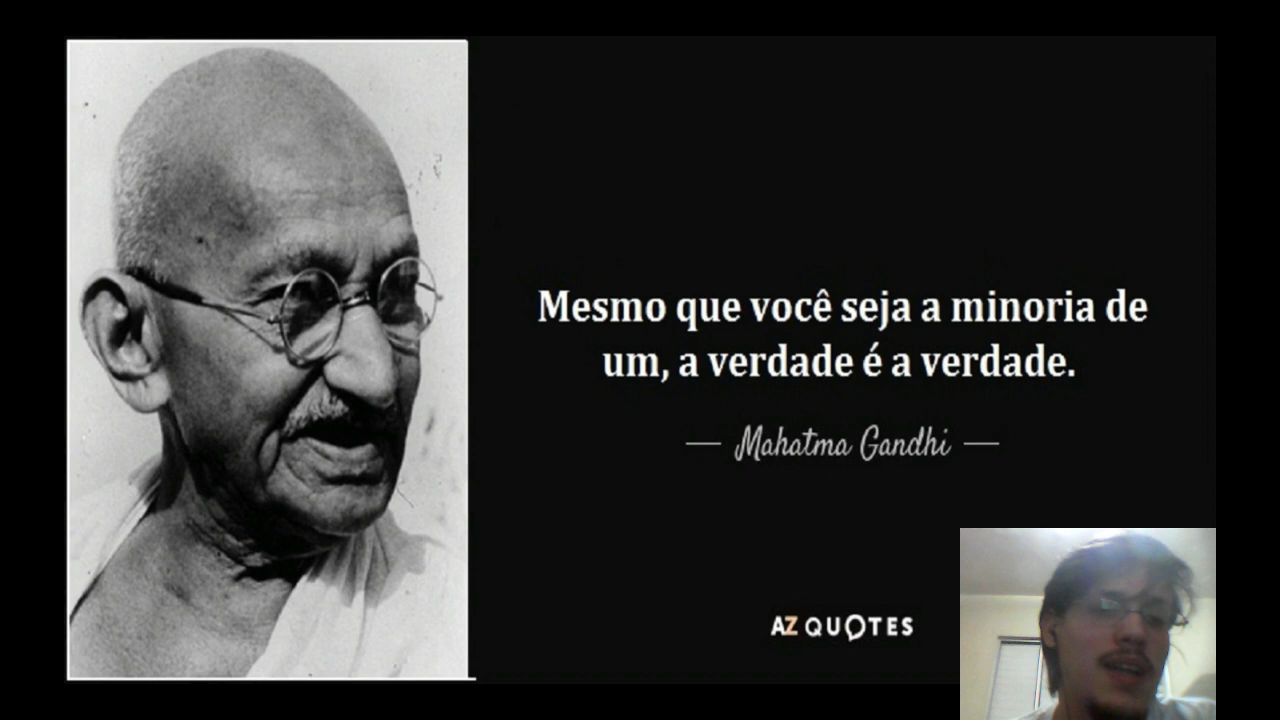 Mesmo que você seja a minoria de
um, a verdade é a verdade.
— Mahatma Gandhi —
AZ QUOTES